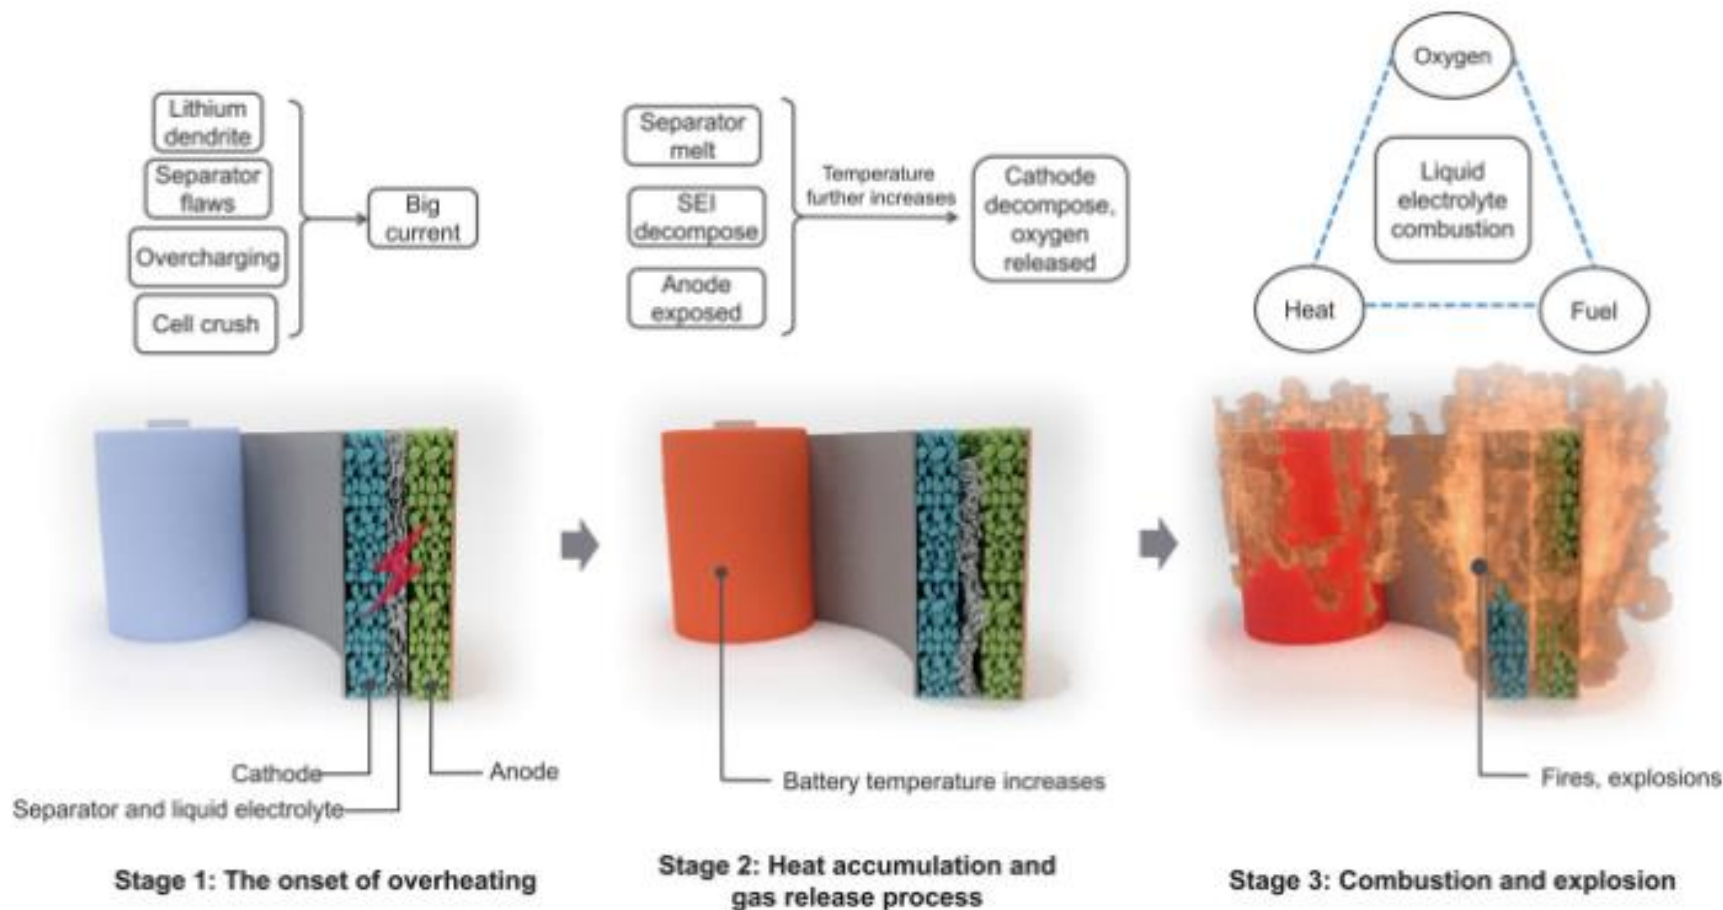 Lithium
dendrite
Separator
flaws
Overcharging
Cell crush
Big
current
Cathode
Separator and liquid electrolyte
Anode
Stage 1: The onset of overheating
Separator
melt
SEI
decompose
Anode
exposed
Temperature
further increases
Cathode
decompose,
oxygen
released
Battery temperature increases
Stage 2: Heat accumulation and
gas release process
Oxygen
Liquid
electrolyte
combustion
Heat
Fuel
Fires, explosions
Stage 3: Combustion and explosion